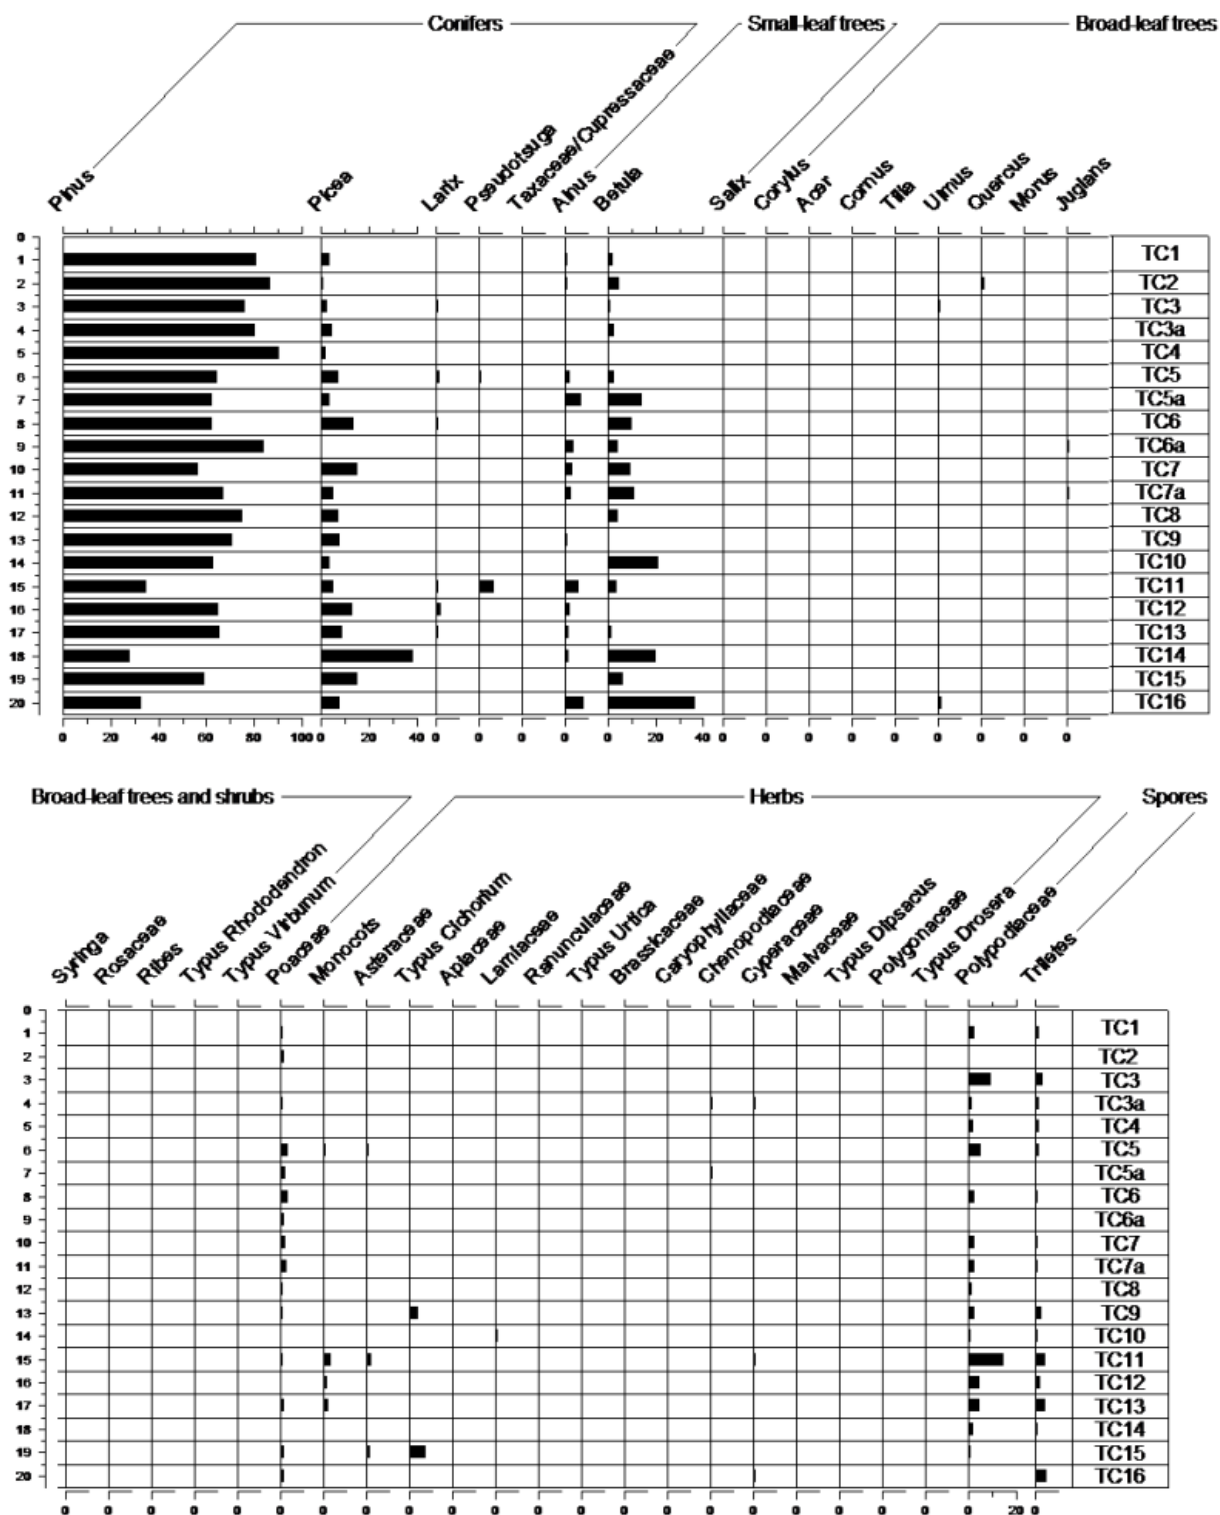 Conifers Small-leaf trees Broad-leaf trees
Pinus Picea Larix Pseudotsuga Taxaceae/Cupressaceae Alnus Betula Salix Corylus Acer Cornus Tilia Ulmus Quercus Morus Juglans
0
1 TC1
2 TC2
3 TC3
4 TC3a
5 TC4
6 TC5
7 TC5a
8 TC6
9 TC6a
10 TC7
11 TC7a
12 TC8
13 TC9
14 TC10
15 TC11
16 TC12
17 TC13
18 TC14
19 TC15
20 TC16
0 20 40 60 80 100 0 20 40 0 0 0 0 0 20 40 0 0 0 0 0 0 0 0 0
Broad-leaf trees and shrubs Herbs Spores
Syringa Rosaceae Ribes Typus Rhododendron Typus Virbunum Poaceae Monocots Asteraceae Typus Cichorium Apiaceae Lamiaceae Ranunculaceae Typus Urtica Brassicaceae Caryophyllaceae Chenopodiaceae Cyperaceae Malvaceae Typus Dipsacus Polygonaceae Typus Drosera Polypodiaceae Triletes
0
1 TC1
2 TC2
3 TC3
4 TC3a
5 TC4
6 TC5
7 TC5a
8 TC6
9 TC6a
10 TC7
11 TC7a
12 TC8
13 TC9
14 TC10
15 TC11
16 TC12
17 TC13
18 TC14
19 TC15
20 TC16
0 0 0 0 0 0 0 0 0 0 0 0 0 0 0 0 0 0 0 0 0 0 20 0